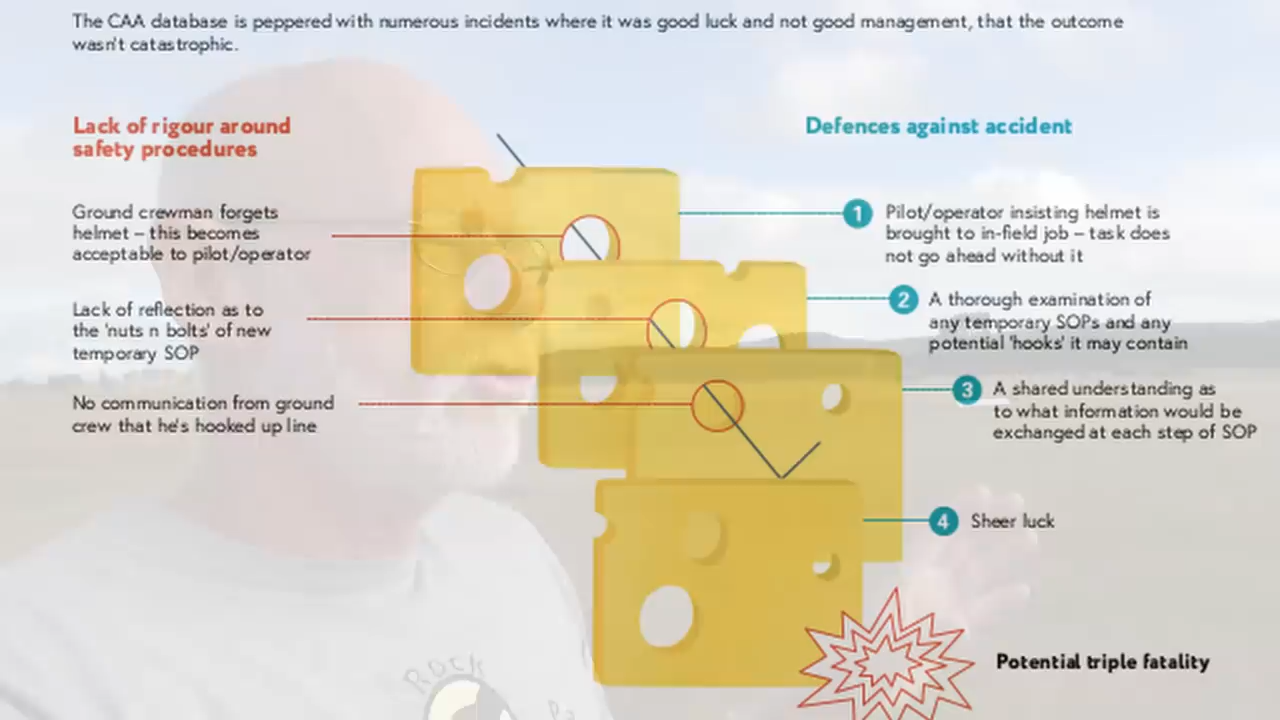 The CAA database is peppered with numerous incidents where it was good luck and not good management, that the outcome
wasn't catastrophic.
Lack of rigour around
safety procedures
Defences against accident
Ground crewman forgets
helmet – this becomes
acceptable to pilot/operator
1
Pilot/operator insisting helmet is
brought to in-field job – task does
not go ahead without it
Lack of reflection as to
the 'nuts n bolts' of new
temporary SOP
2
A thorough examination of
any temporary SOPs and any
potential 'hooks' it may contain
No communication from ground
crew that he's hooked up line
3
A shared understanding as
to what information would be
exchanged at each step of SOP
4
Sheer luck
Potential triple fatality
Rock